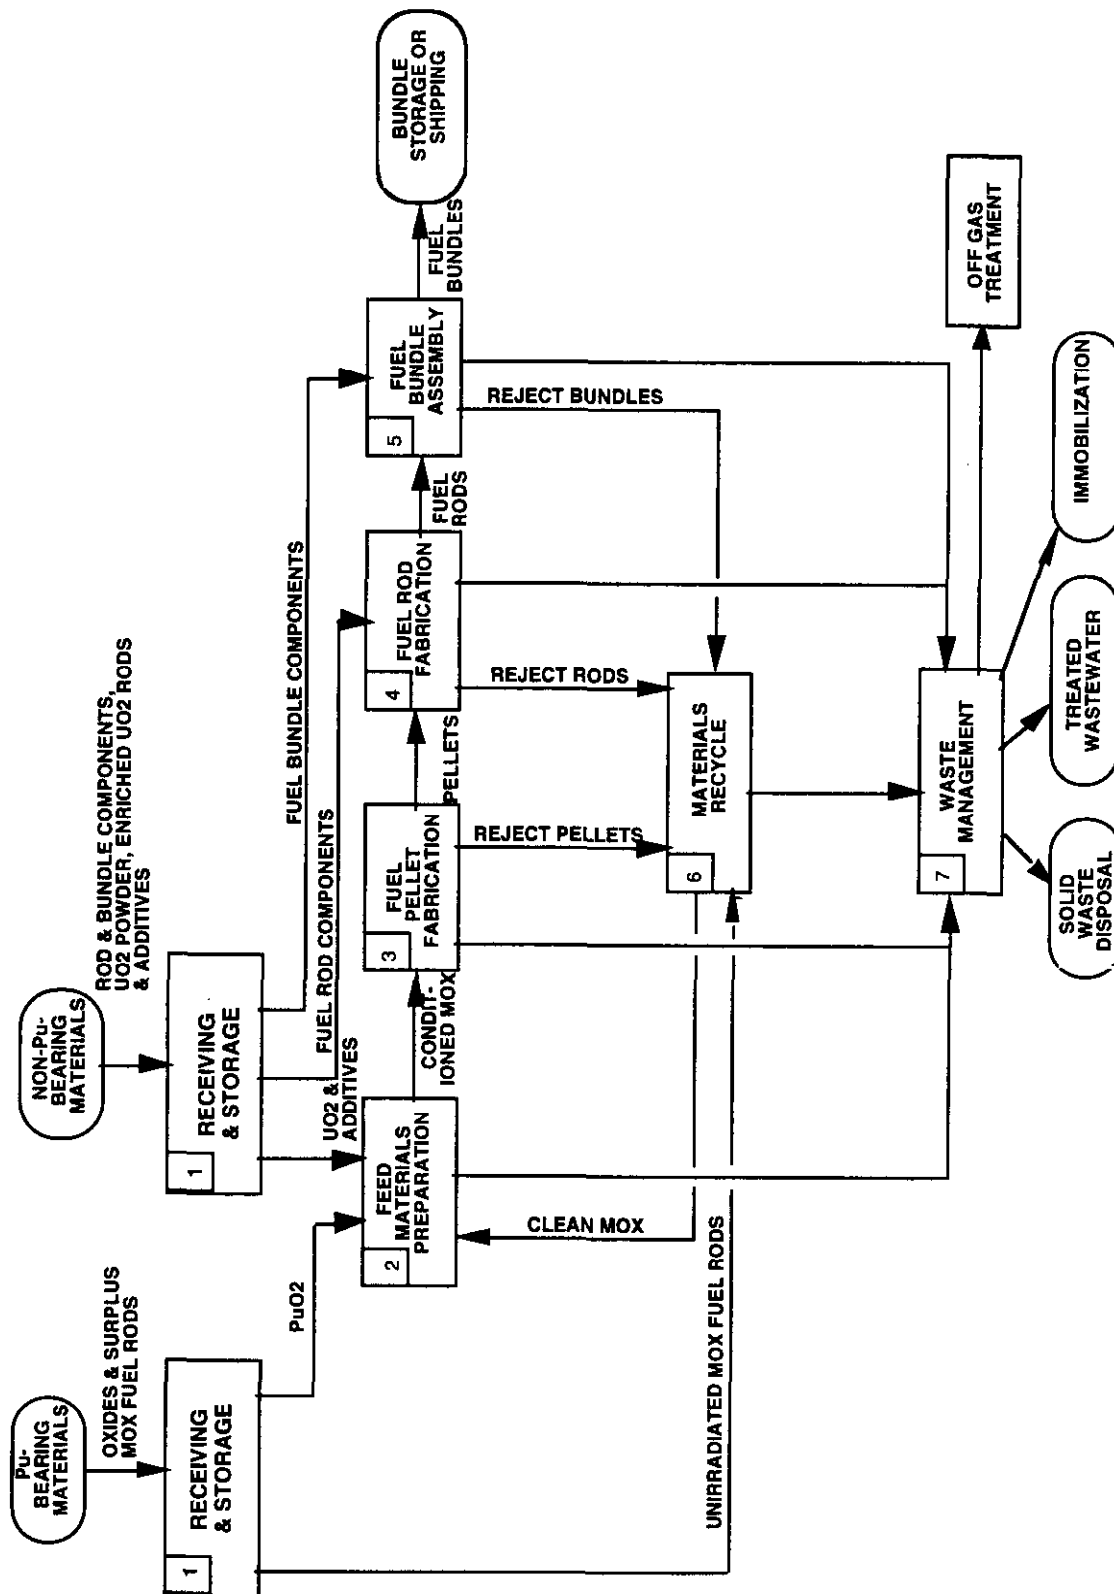 Pu-
BEARING
MATERIALS
OXIDES & SURPLUS
MOX FUEL RODS
1
RECEIVING
& STORAGE
PuO2
UNIRRADIATED MOX FUEL RODS
NON-Pu-
BEARING
MATERIALS
ROD & BUNDLE COMPONENTS,
UO2 POWDER, ENRICHED UO2 RODS
& ADDITIVES
1
RECEIVING
& STORAGE
UO2 &
ADDITIVES
FUEL ROD COMPONENTS
FUEL BUNDLE COMPONENTS
2
FEED
MATERIALS
PREPARATION
CONDIT-
IONED MOX
CLEAN MOX
3
FUEL
PELLET
FABRICATION
PELLETS
REJECT PELLETS
4
FUEL ROD
FABRICATION
FUEL
RODS
REJECT RODS
5
FUEL
BUNDLE
ASSEMBLY
FUEL
BUNDLES
REJECT BUNDLES
BUNDLE
STORAGE OR
SHIPPING
6
MATERIALS
RECYCLE
7
WASTE
MANAGEMENT
SOLID
WASTE
DISPOSAL
TREATED
WASTEWATER
IMMOBILIZATION
OFF GAS
TREATMENT